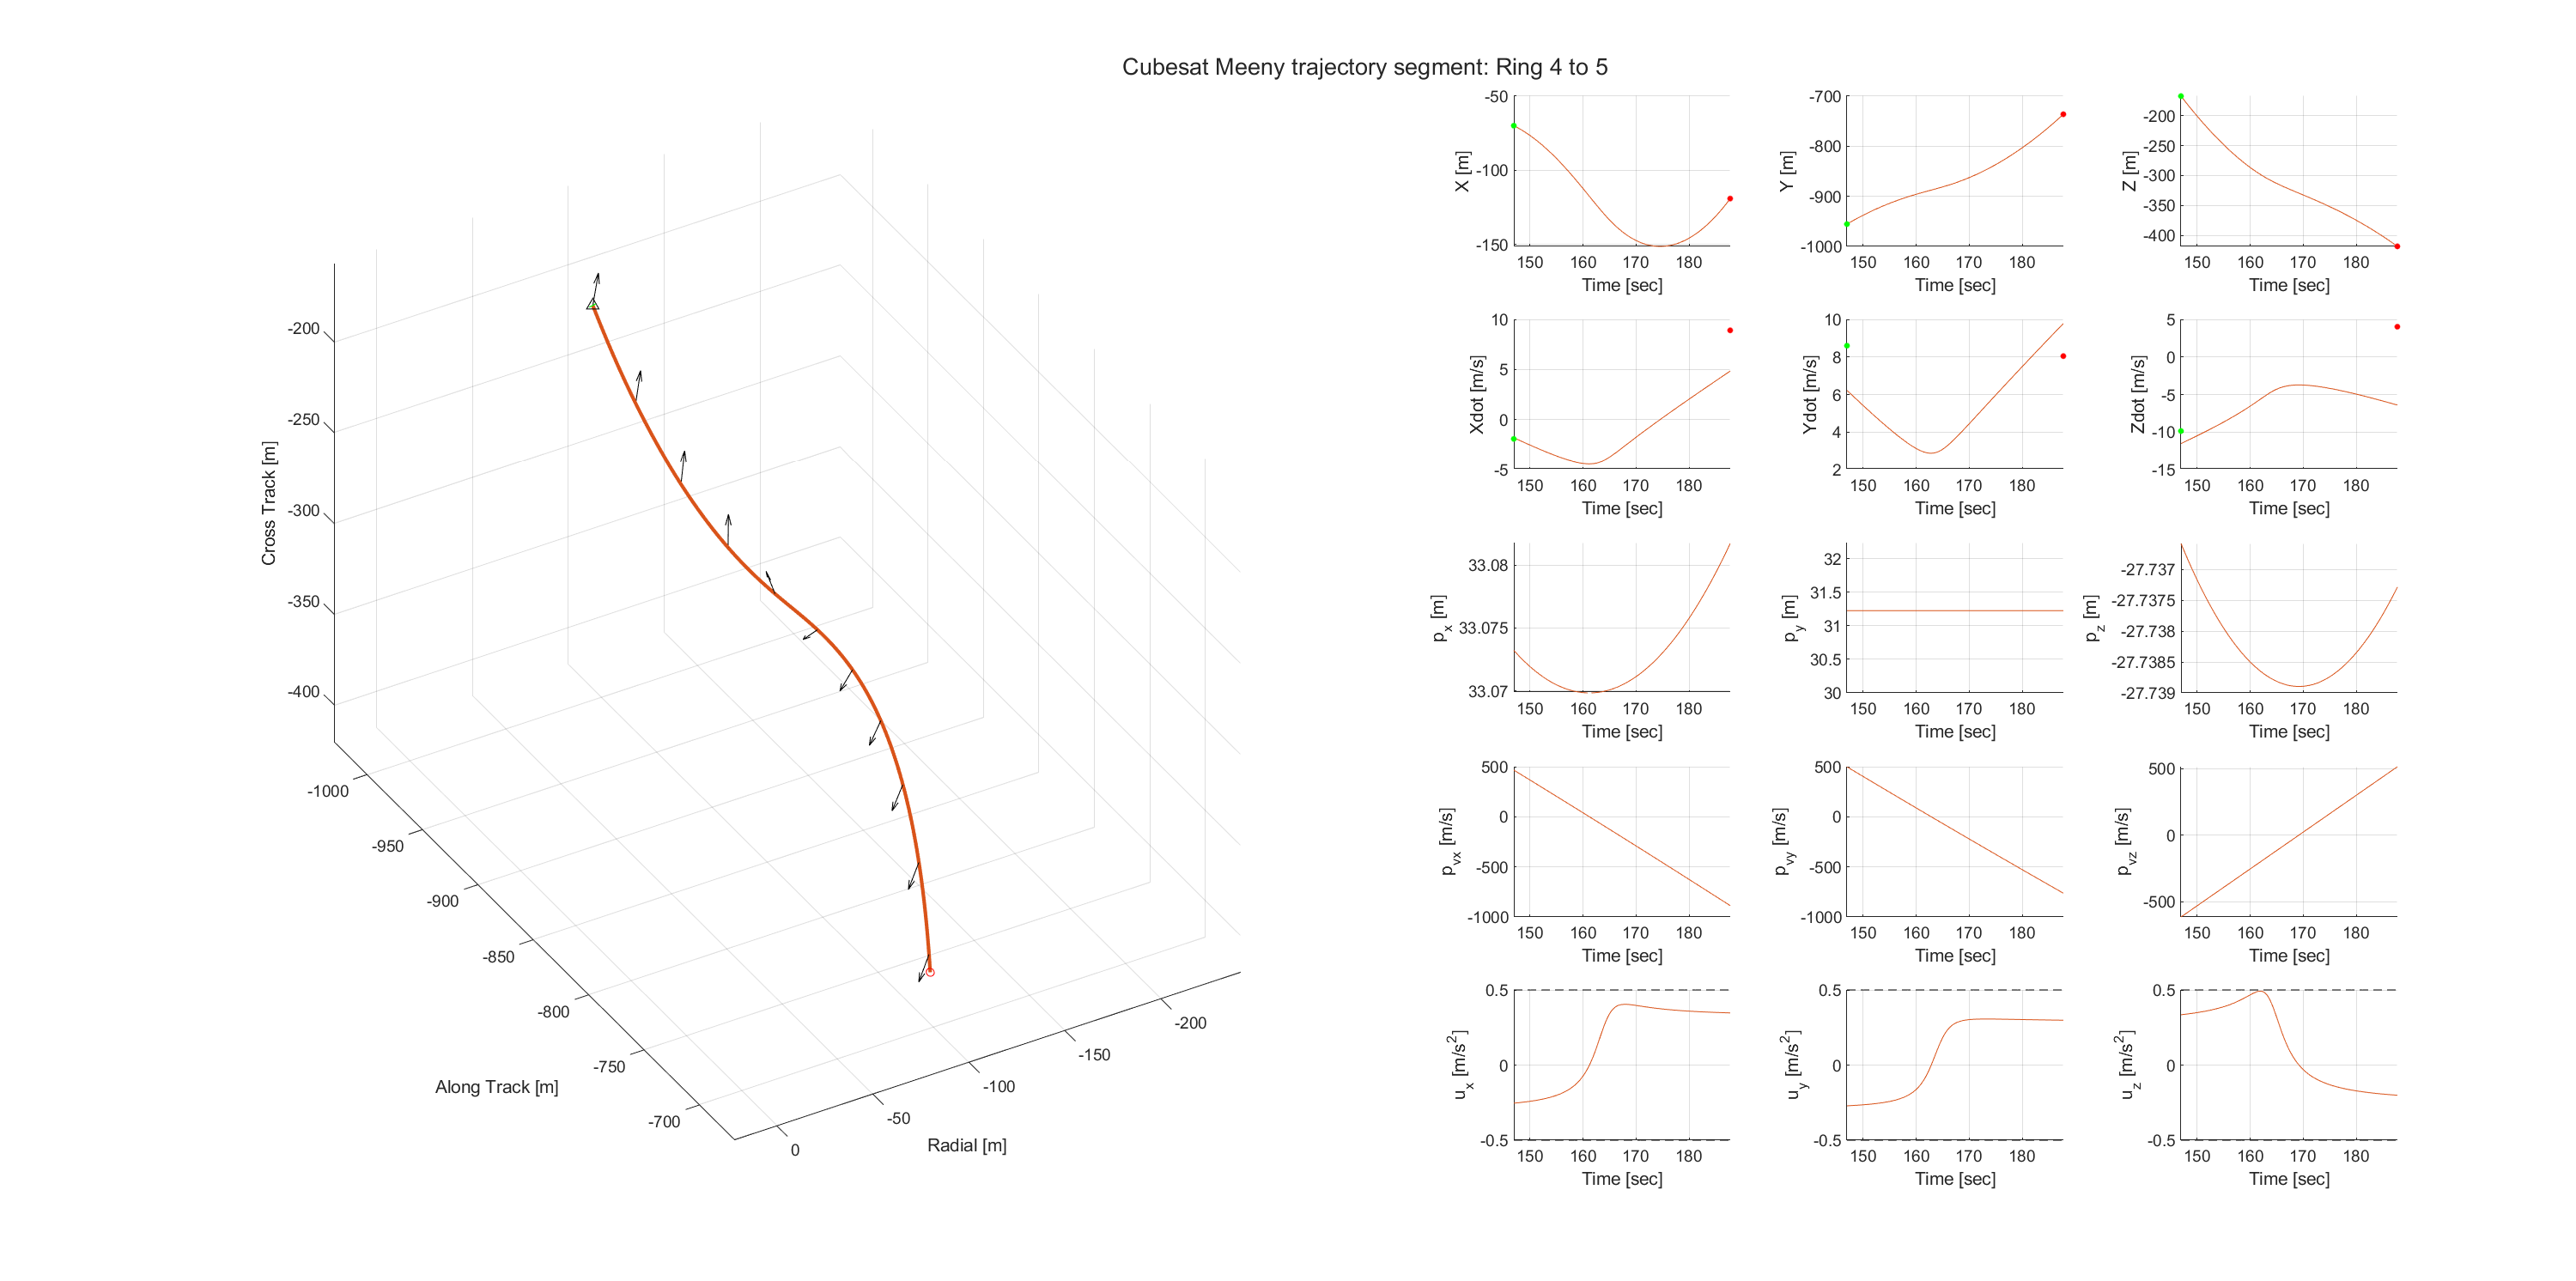 Cubesat Meeny trajectory segment: Ring 4 to 5
-200
-250
-300
-350
-400
Cross Track [m]
-1000
-950
-900
-850
-800
-750
-700
Along Track [m]
0
-50
-100
-150
-200
Radial [m]
-50
-100
-150
X [m]
150 160 170 180
Time [sec]
-700
-800
-900
-1000
Y [m]
150 160 170 180
Time [sec]
-200
-250
-300
-350
-400
Z [m]
150 160 170 180
Time [sec]
10
5
0
-5
Xdot [m/s]
150 160 170 180
Time [sec]
10
8
6
4
2
Ydot [m/s]
150 160 170 180
Time [sec]
5
0
-5
-10
-15
Zdot [m/s]
150 160 170 180
Time [sec]
33.08
33.075
33.07
p_x [m]
150 160 170 180
Time [sec]
32
31.5
31
30.5
30
p_y [m]
150 160 170 180
Time [sec]
-27.737
-27.7375
-27.738
-27.7385
-27.739
p_z [m]
150 160 170 180
Time [sec]
500
0
-500
-1000
p_vx [m/s]
150 160 170 180
Time [sec]
500
0
-500
-1000
p_vy [m/s]
150 160 170 180
Time [sec]
500
0
-500
p_vz [m/s]
150 160 170 180
Time [sec]
0.5
0
-0.5
u_x [m/s²]
150 160 170 180
Time [sec]
0.5
0
-0.5
u_y [m/s²]
150 160 170 180
Time [sec]
0.5
0
-0.5
u_z [m/s²]
150 160 170 180
Time [sec]